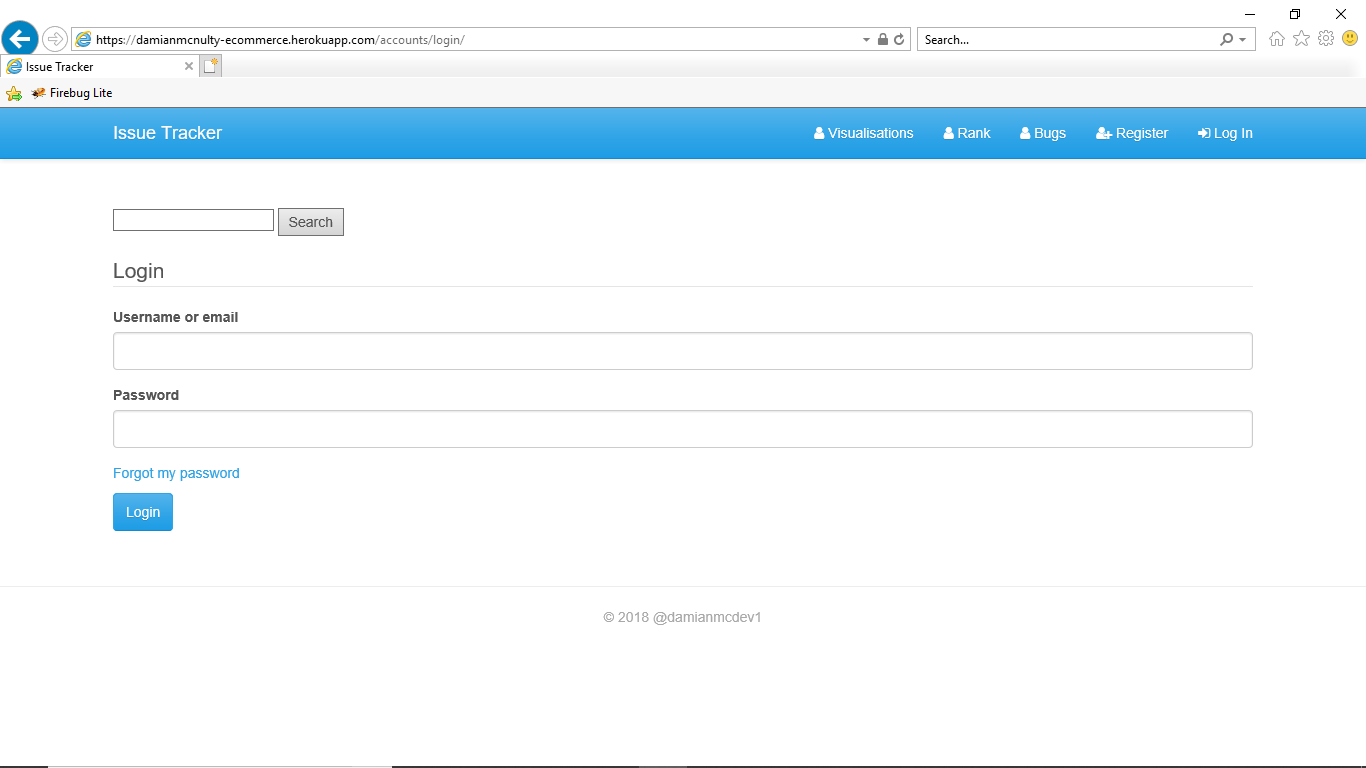 https://damianmcnulty-ecommerce.herokuapp.com/accounts/login/
Search...
Issue Tracker
Firebug Lite
Issue Tracker
Visualisations
Rank
Bugs
Register
Log In
Search
Login
Username or email
Password
Forgot my password
Login
© 2018 @damianmcdev1